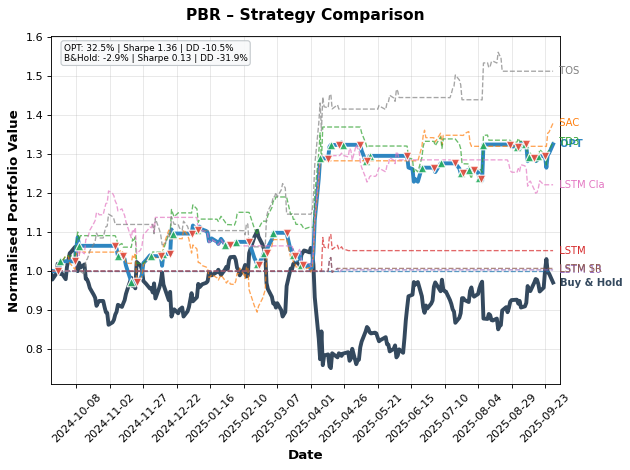 PBR – Strategy Comparison
OPT: 32.5% | Sharpe 1.36 | DD -10.5%
B&Hold: -2.9% | Sharpe 0.13 | DD -31.9%
Normalised Portfolio Value
1.6
1.5
1.4
1.3
1.2
1.1
1.0
0.9
0.8
TOS
SAC
OPT
LSTM Cla
LSTM
LSTM SR
Buy & Hold
2024-10-08
2024-11-02
2024-11-27
2024-12-22
2025-01-16
2025-02-10
2025-03-07
2025-04-01
2025-04-26
2025-05-21
2025-06-15
2025-07-10
2025-08-04
2025-08-29
2025-09-23
Date